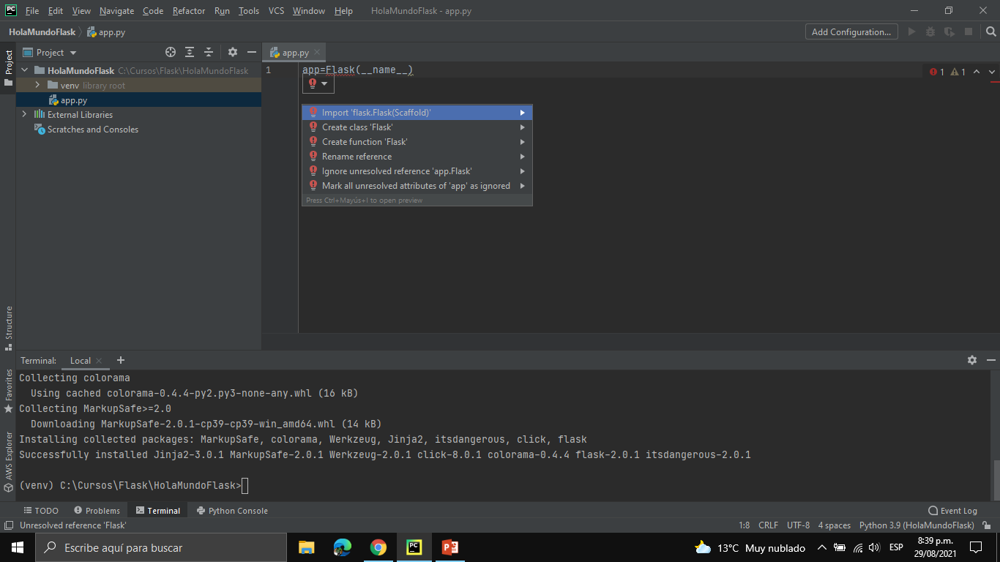 PC File Edit View Navigate Code Refactor Run Tools VCS Window Help HolaMundoFlask - app.py
HolaMundoFlask app.py Add Configuration...
Project
Project
app.py
HolaMundoFlask C:\Cursos\Flask\HolaMundoFlask
venv library root
app.py
External Libraries
Scratches and Consoles
1 app=Flask(__name__)
1 1
Import 'flask.Flask(Scaffold)'
Create class 'Flask'
Create function 'Flask'
Rename reference
Ignore unresolved reference 'app.Flask'
Mark all unresolved attributes of 'app' as ignored
Press Ctrl+Mayús+I to open preview
Structure
Favorites
AWS Explorer
Terminal: Local
Collecting colorama
Using cached colorama-0.4.4-py2.py3-none-any.whl (16 kB)
Collecting MarkupSafe>=2.0
Downloading MarkupSafe-2.0.1-cp39-cp39-win_amd64.whl (14 kB)
Installing collected packages: MarkupSafe, colorama, Werkzeug, Jinja2, itsdangerous, click, flask
Successfully installed Jinja2-3.0.1 MarkupSafe-2.0.1 Werkzeug-2.0.1 click-8.0.1 colorama-0.4.4 flask-2.0.1 itsdangerous-2.0.1
(venv) C:\Cursos\Flask\HolaMundoFlask>
TODO Problems Terminal Python Console Event Log
Unresolved reference 'Flask' 1:8 CRLF UTF-8 4 spaces Python 3.9 (HolaMundoFlask)
Escribe aquí para buscar PC 13°C Muy nublado ESP 8:39 p.m.
29/08/2021